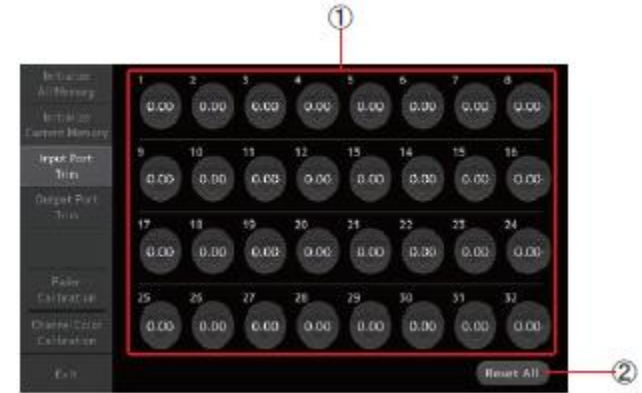 ①
Initialize
All Memory
Initialize
Current Memory
Input Port
Trim
Output Port
Trim
Fader
Calibration
Channel Color
Calibration
Exit
1 2 3 4 5 6 7 8
0.00 0.00 0.00 0.00 0.00 0.00 0.00 0.00
9 10 11 12 13 14 15 16
0.00 0.00 0.00 0.00 0.00 0.00 0.00 0.00
17 18 19 20 21 22 23 24
0.00 0.00 0.00 0.00 0.00 0.00 0.00 0.00
25 26 27 28 29 30 31 32
0.00 0.00 0.00 0.00 0.00 0.00 0.00 0.00
Reset All ②